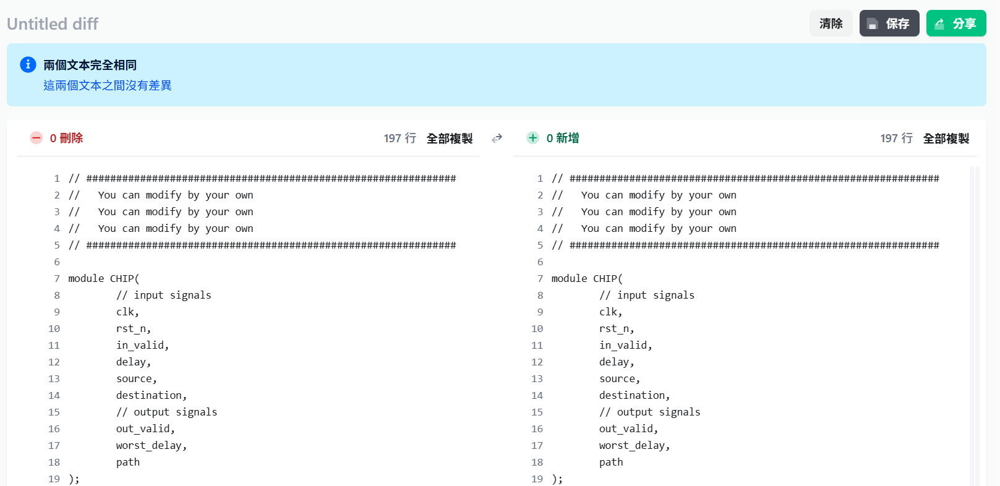 Untitled diff
清除
保存
分享
兩個文本完全相同
這兩個文本之間沒有差異
0 刪除
197 行 全部複製
0 新增
197 行 全部複製
1 // ##############################################################
2 //   You can modify by your own
3 //   You can modify by your own
4 //   You can modify by your own
5 // ##############################################################
6
7 module CHIP(
8         // input signals
9         clk,
10         rst_n,
11         in_valid,
12         delay,
13         source,
14         destination,
15         // output signals
16         out_valid,
17         worst_delay,
18         path
19 );
1 // ##############################################################
2 //   You can modify by your own
3 //   You can modify by your own
4 //   You can modify by your own
5 // ##############################################################
6
7 module CHIP(
8         // input signals
9         clk,
10         rst_n,
11         in_valid,
12         delay,
13         source,
14         destination,
15         // output signals
16         out_valid,
17         worst_delay,
18         path
19 );